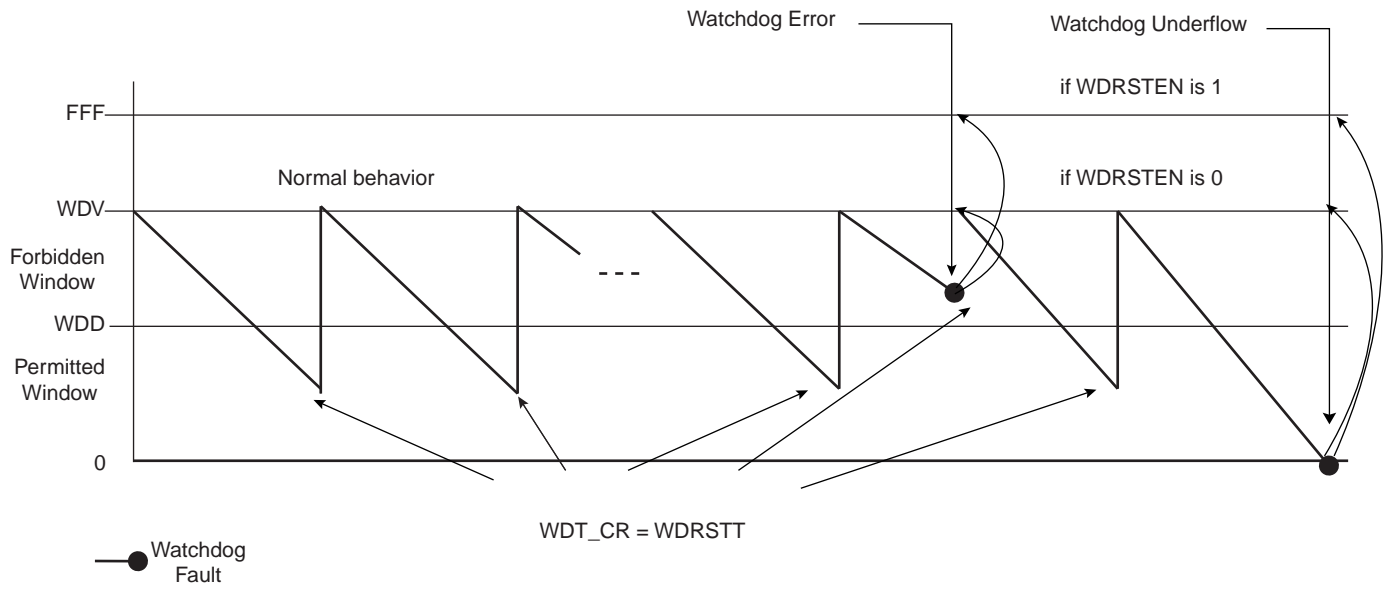 Watchdog Error
Watchdog Underflow
if WDRSTEN is 1
FFF
Normal behavior
if WDRSTEN is 0
WDV
Forbidden
Window
WDD
Permitted
Window
0
WDT_CR = WDRSTT
Watchdog
Fault